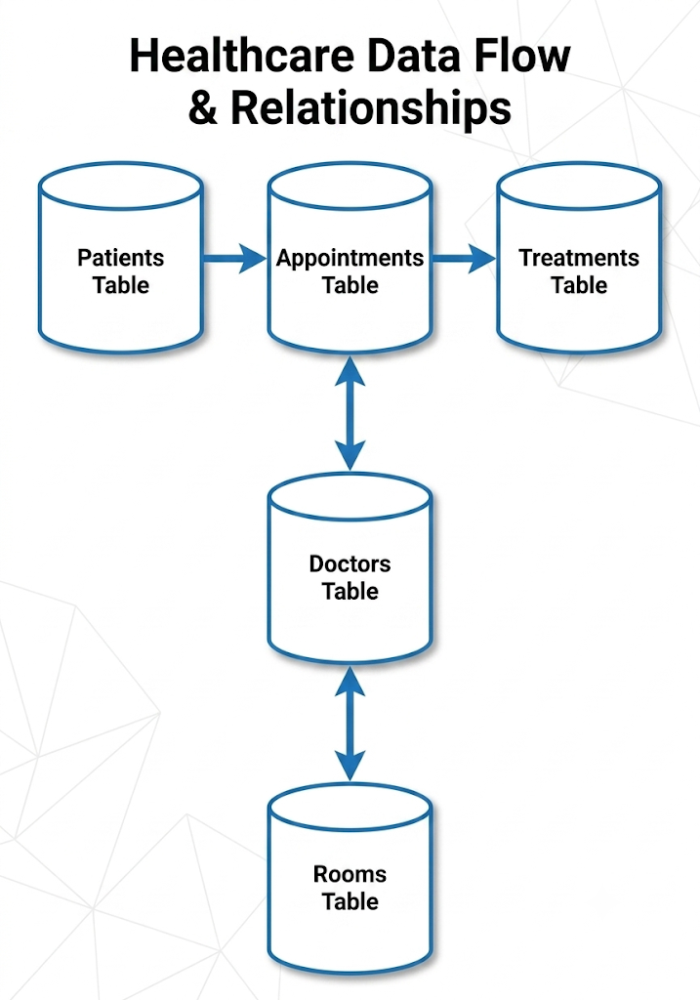 Healthcare Data Flow
& Relationships
Patients
Table
Appointments
Table
Treatments
Table
Doctors
Table
Rooms
Table